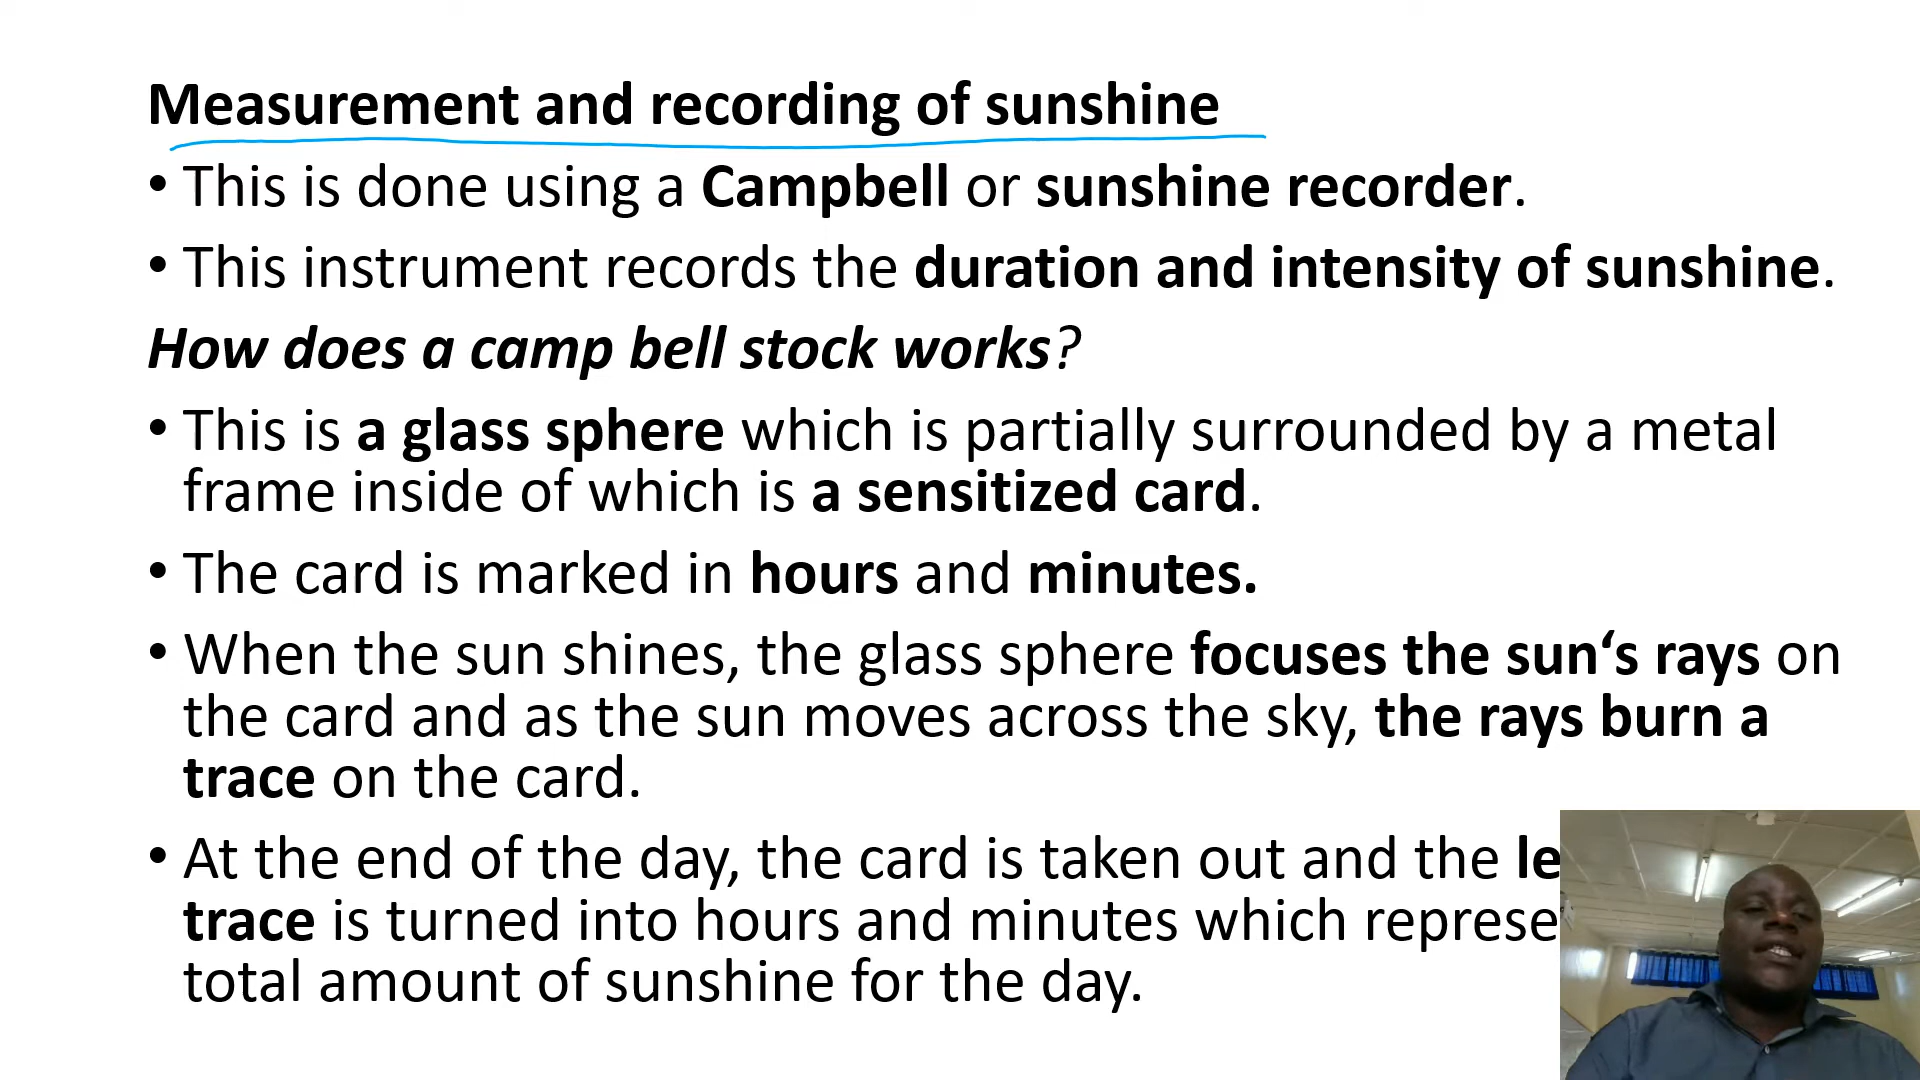 Measurement and recording of sunshine
• This is done using a Campbell or sunshine recorder.
• This instrument records the duration and intensity of sunshine.
How does a camp bell stock works?
• This is a glass sphere which is partially surrounded by a metal
frame inside of which is a sensitized card.
• The card is marked in hours and minutes.
• When the sun shines, the glass sphere focuses the sun‘s rays on
the card and as the sun moves across the sky, the rays burn a
trace on the card.
• At the end of the day, the card is taken out and the
trace is turned into hours and minutes which
total amount of sunshine for the day.